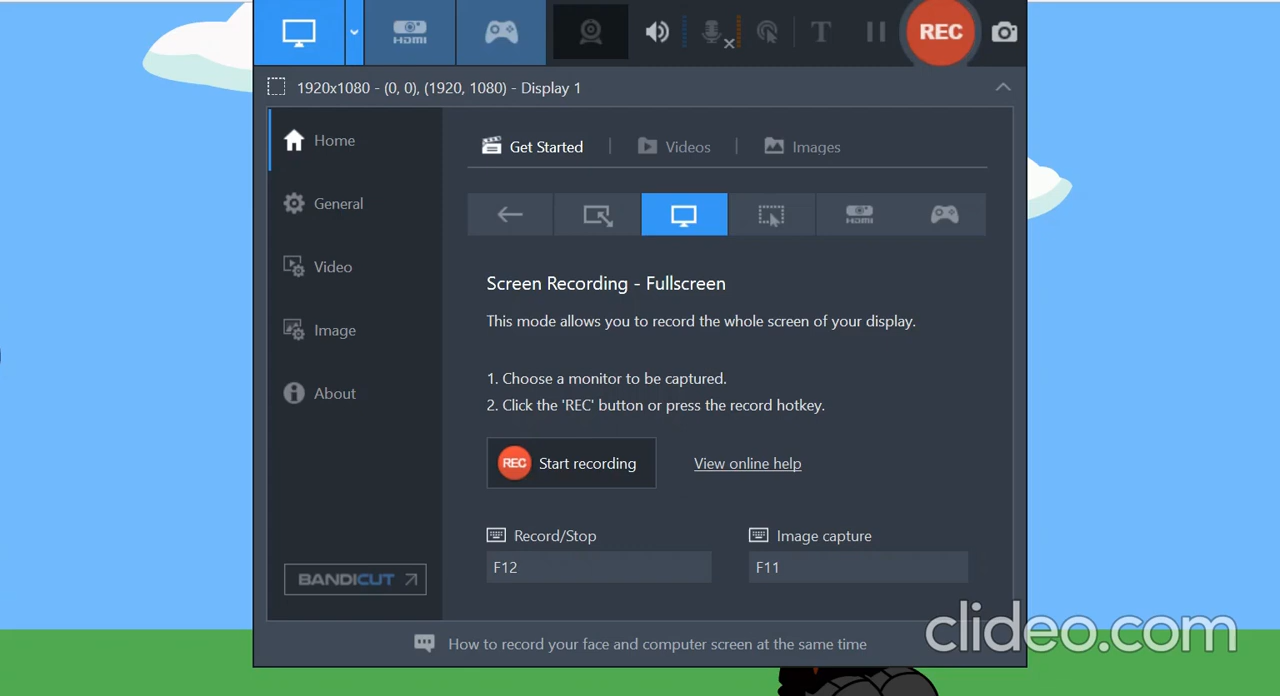 HDMI
T
REC
1920x1080 - (0, 0), (1920, 1080) - Display 1
Home
General
Video
Image
About
BANDICUT
Get Started
Videos
Images
HDMI
Screen Recording - Fullscreen
This mode allows you to record the whole screen of your display.
1. Choose a monitor to be captured.
2. Click the 'REC' button or press the record hotkey.
REC Start recording
View online help
Record/Stop
Image capture
F12
F11
How to record your face and computer screen at the same time
clideo.com